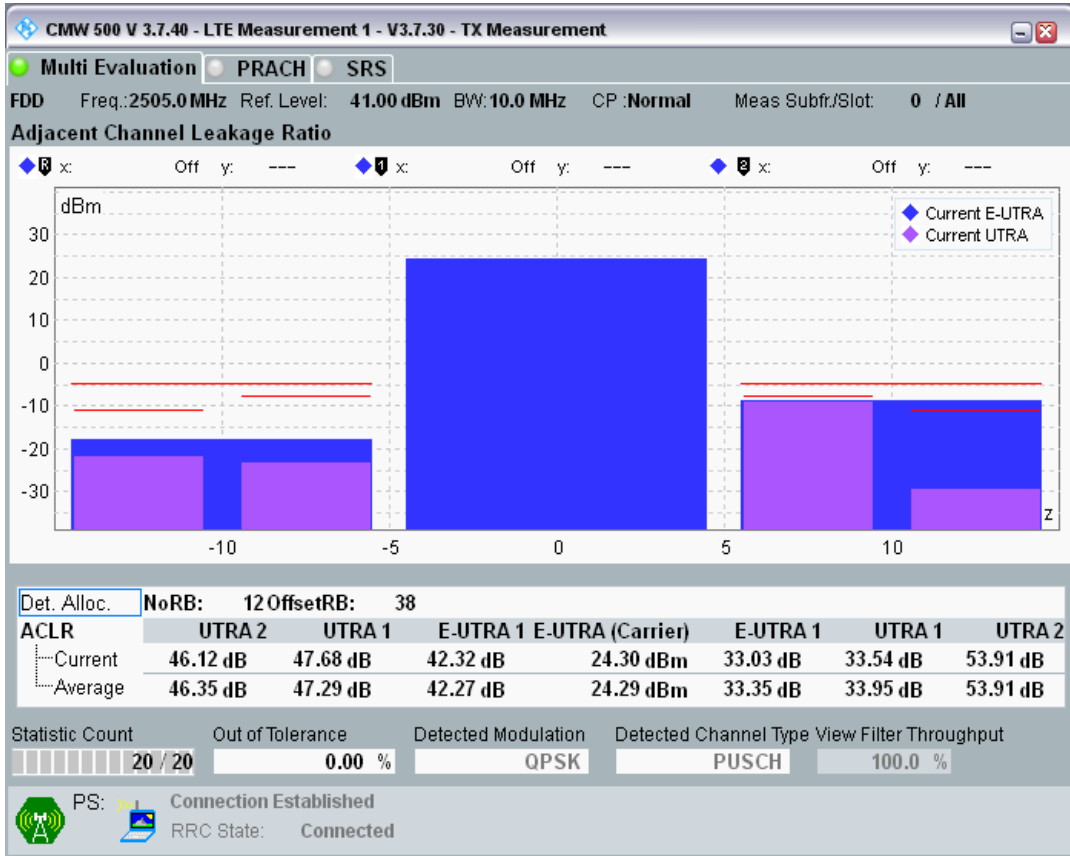 CMW 500 V 3.7.40 - LTE Measurement 1 - V3.7.30 - TX Measurement
Multi Evaluation PRACH SRS
FDD Freq.:2505.0 MHz Ref. Level: 41.00 dBm BW: 10.0 MHz CP :Normal Meas Subfr./Slot: 0 / All
Adjacent Channel Leakage Ratio
R x: Off y: --- 1 x: Off y: --- 2 x: Off y: ---
dBm
Current E-UTRA
Current UTRA
30
20
10
0
-10
-20
-30
z
-10 -5 0 5 10
Det. Alloc. NoRB: 12 OffsetRB: 38
ACLR UTRA 2 UTRA 1 E-UTRA 1 E-UTRA (Carrier) E-UTRA 1 UTRA 1 UTRA 2
Current 46.12 dB 47.68 dB 42.32 dB 24.30 dBm 33.03 dB 33.54 dB 53.91 dB
Average 46.35 dB 47.29 dB 42.27 dB 24.29 dBm 33.35 dB 33.95 dB 53.91 dB
Statistic Count Out of Tolerance Detected Modulation Detected Channel Type View Filter Throughput
20 / 20 0.00 % QPSK PUSCH 100.0 %
PS: Connection Established
RRC State: Connected